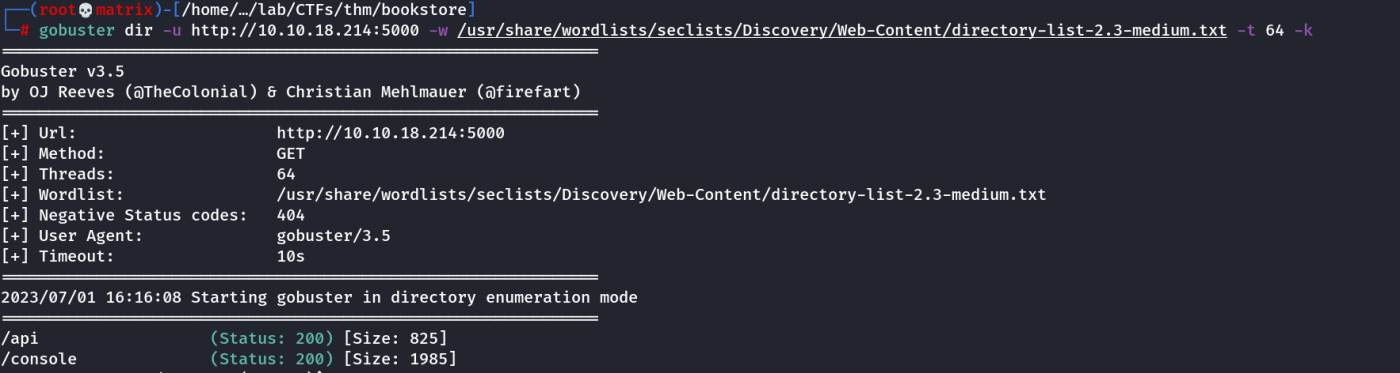 (root💀matrix)-[/home/…/lab/CTFs/thm/bookstore]
# gobuster dir -u http://10.10.18.214:5000 -w /usr/share/wordlists/seclists/Discovery/Web-Content/directory-list-2.3-medium.txt -t 64 -k
===============================================================
Gobuster v3.5
by OJ Reeves (@TheColonial) & Christian Mehlmauer (@firefart)
===============================================================
[+] Url:                     http://10.10.18.214:5000
[+] Method:                  GET
[+] Threads:                 64
[+] Wordlist:                /usr/share/wordlists/seclists/Discovery/Web-Content/directory-list-2.3-medium.txt
[+] Negative Status codes:   404
[+] User Agent:              gobuster/3.5
[+] Timeout:                 10s
===============================================================
2023/07/01 16:16:08 Starting gobuster in directory enumeration mode
===============================================================
/api                  (Status: 200) [Size: 825]
/console              (Status: 200) [Size: 1985]